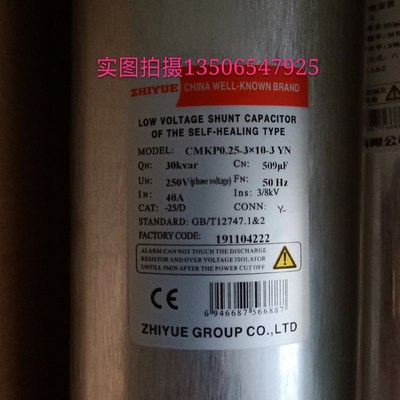 实图拍摄13506547925
ZHIYUE CHINA WELL-KNOWN BRAND
LOW VOLTAGE SHUNT CAPACITOR
OF THE SELF-HEALING TYPE
MODEL: CMKP0.25-3×10-3 YN
QN: 30kvar CN: 509μF
UN: 250V(phase voltage) FN: 50 Hz
IN: 40A Ins: 3/8kV
CAT: -25/D CONN: Y-
STANDARD: GB/T12747.1&2
FACTORY CODE: 191104222
ALARM CAN NOT TOUCH THE DISCHARGE
RESISTOR AND OVER VOLTAGE ISOLATOR
UNTILL 5MIN AFTER THE POWER CUT OFF
CE
6 946687 566887
ZHIYUE GROUP CO.,LTD